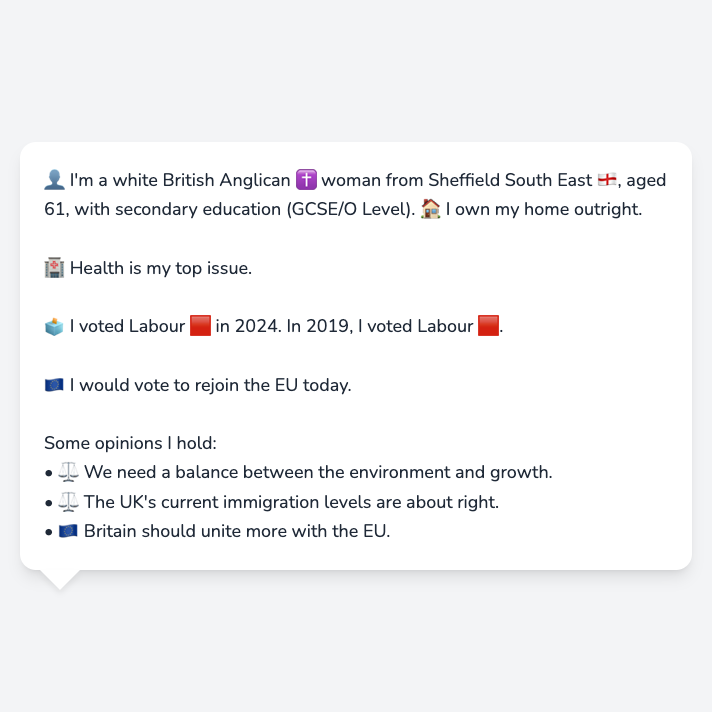 👤 I'm a white British Anglican ✝️ woman from Sheffield South East 🏴󠁧󠁢󠁥󠁮󠁧󠁿, aged
61, with secondary education (GCSE/O Level). 🏠 I own my home outright.
🏥 Health is my top issue.
🗳️ I voted Labour 🟥 in 2024. In 2019, I voted Labour 🟥.
🇪🇺 I would vote to rejoin the EU today.
Some opinions I hold:
• ⚖️ We need a balance between the environment and growth.
• ⚖️ The UK's current immigration levels are about right.
• 🇪🇺 Britain should unite more with the EU.